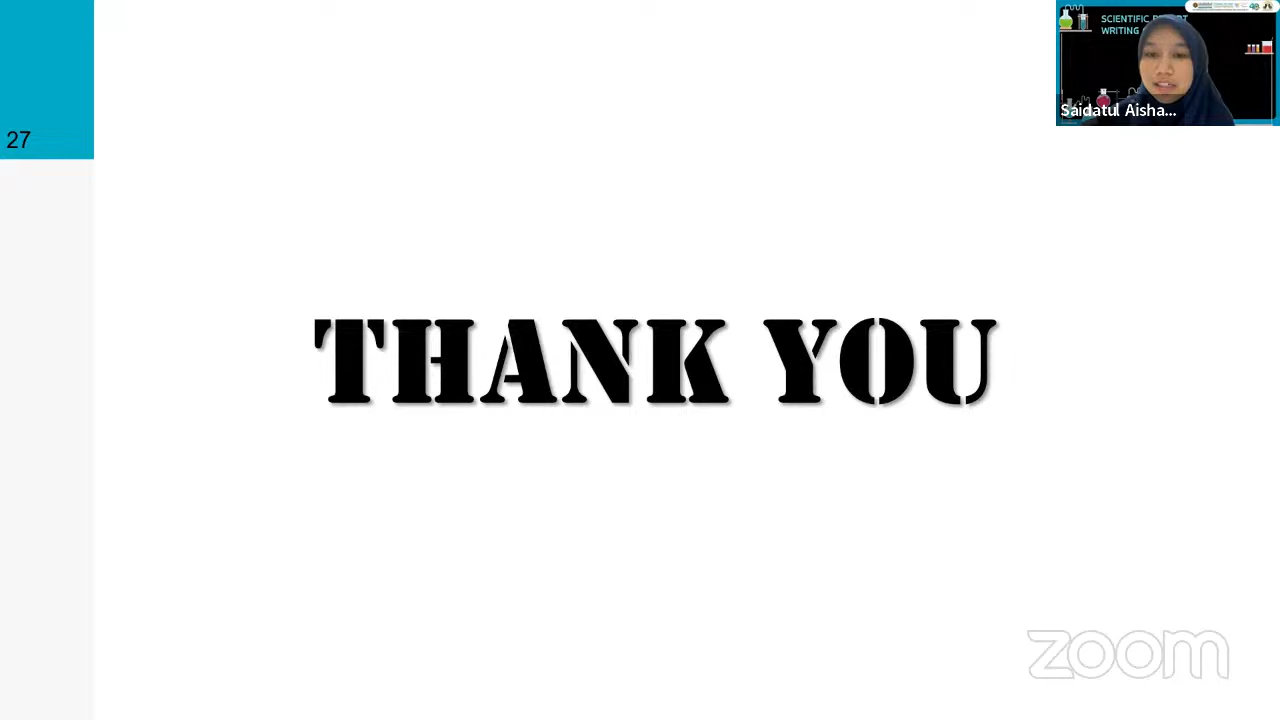 27
SCIENTIFIC
WRITING
Saidatul Aisha...
THANK YOU
zoom